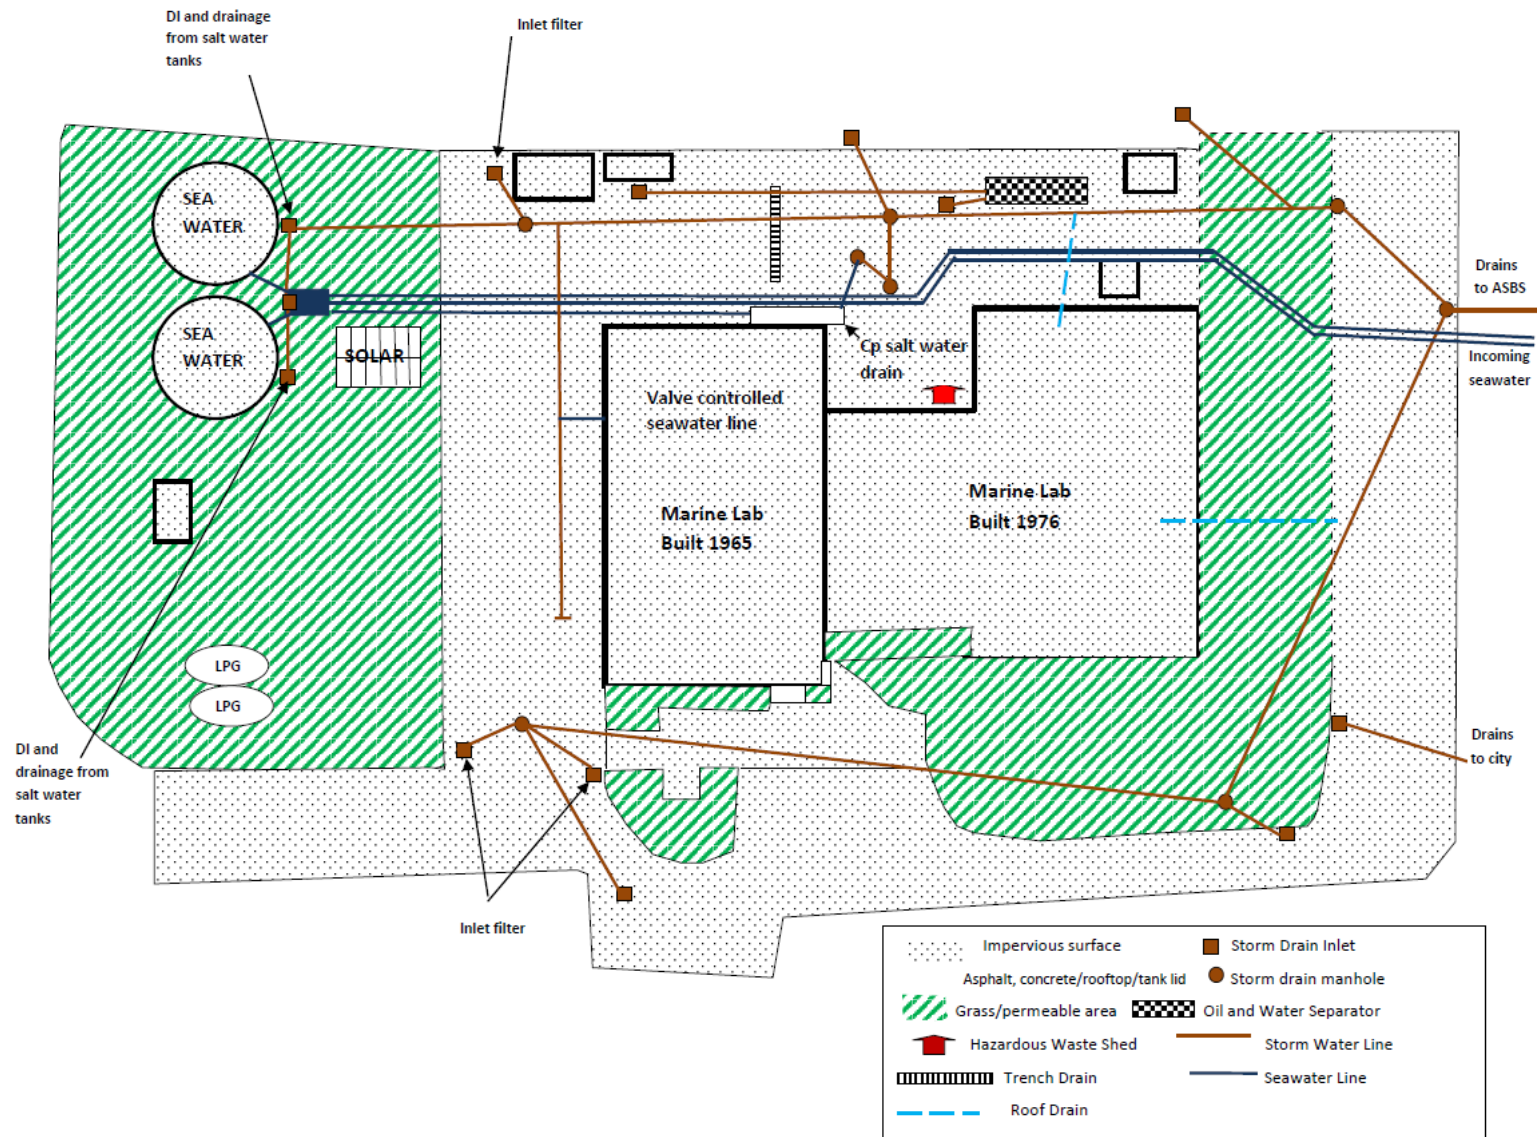 DI and drainage
from salt water
tanks
Inlet filter
SEA
WATER
SEA
WATER
SOLAR
Drains
to ASBS
Incoming
seawater
Cp salt water
drain
Valve controlled
seawater line
Marine Lab
Built 1965
Marine Lab
Built 1976
LPG
LPG
DI and
drainage from
salt water
tanks
Drains
to city
Inlet filter
Impervious surface
Storm Drain Inlet
Asphalt, concrete/rooftop/tank lid
Storm drain manhole
Grass/permeable area
Oil and Water Separator
Hazardous Waste Shed
Storm Water Line
Trench Drain
Seawater Line
Roof Drain